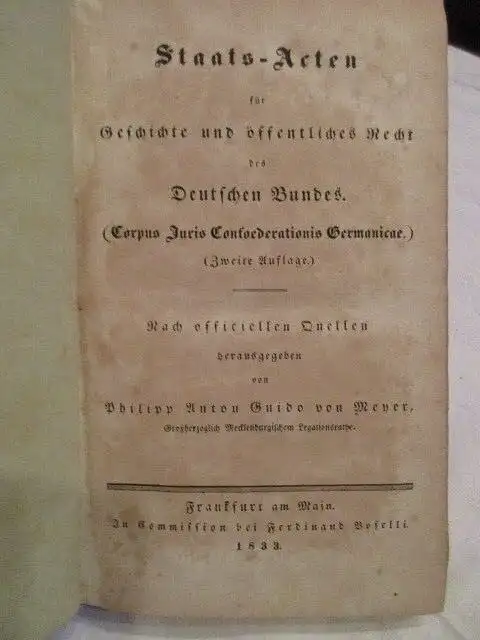 Staats-Acten
für
Geschichte und öffentliches Recht
des
Deutschen Bundes.
(Corpus Juris Confoederationis Germanicae.)
(Zweite Auflage.)
Nach officiellen Quellen
herausgegeben
von
Philipp Anton Guido von Meyer,
Großherzoglich Mecklenburgischem Legationsrathe.
Frankfurt am Main.
In Commission bei Ferdinand Boselli.
1833.